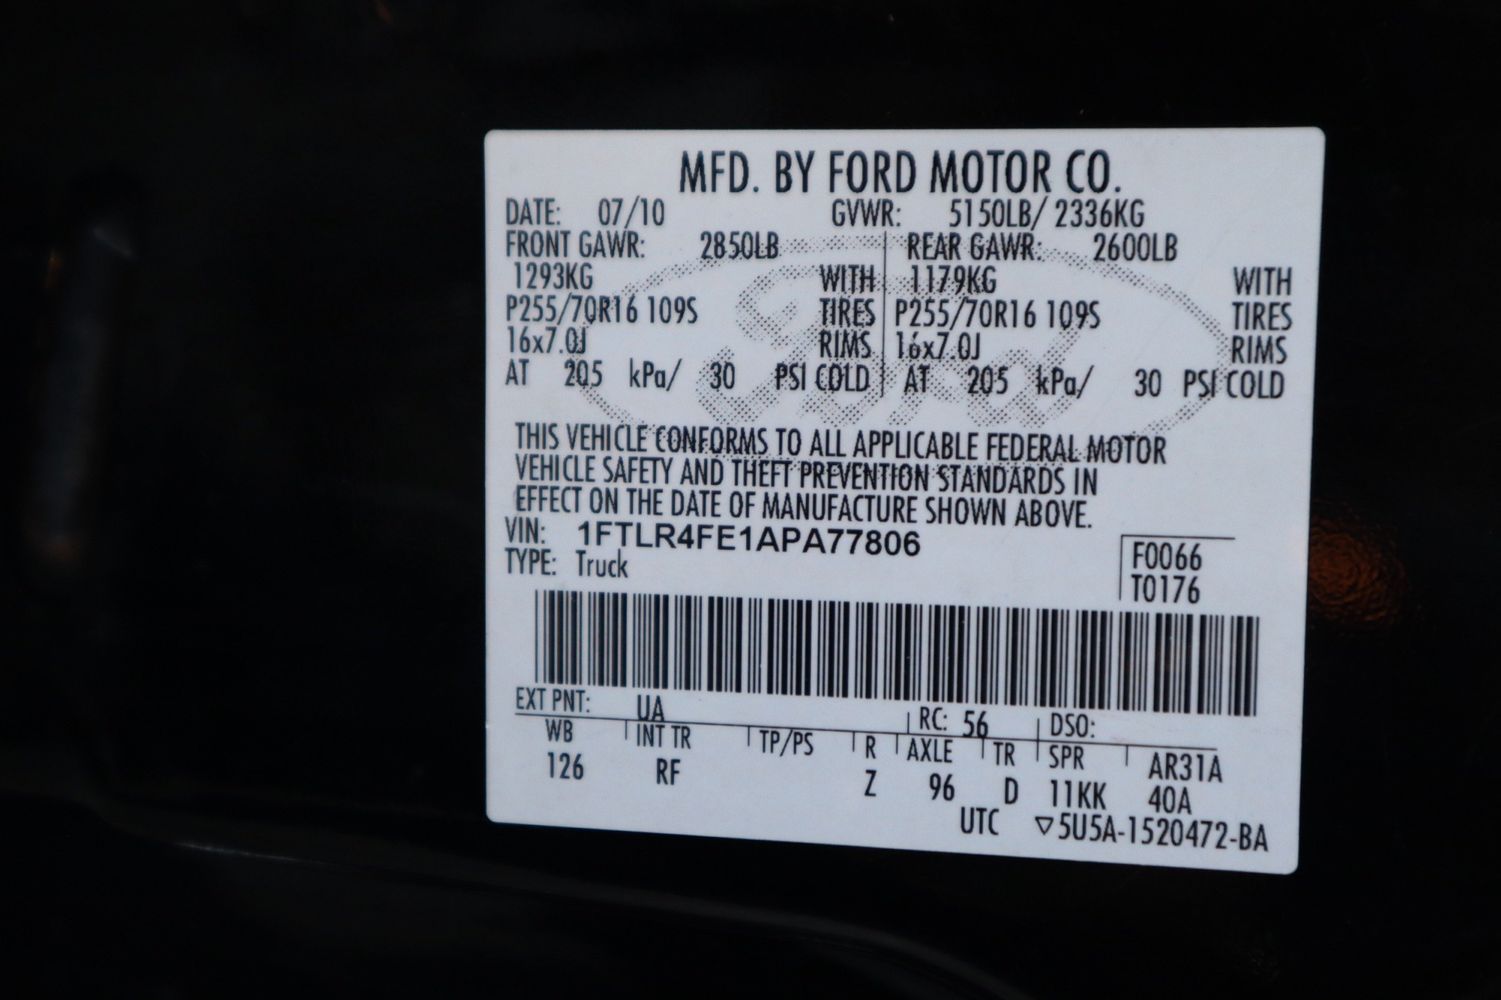 MFD. BY FORD MOTOR CO.
DATE: 07/10 GVWR: 5150LB/ 2336KG
FRONT GAWR: 2850LB REAR GAWR: 2600LB
1293KG WITH 1179KG WITH
P255/70R16 109S TIRES P255/70R16 109S TIRES
16x7.0J RIMS 16x7.0J RIMS
AT 205 kPa/ 30 PSI COLD AT 205 kPa/ 30 PSI COLD
Ford
THIS VEHICLE CONFORMS TO ALL APPLICABLE FEDERAL MOTOR
VEHICLE SAFETY AND THEFT PREVENTION STANDARDS IN
EFFECT ON THE DATE OF MANUFACTURE SHOWN ABOVE.
VIN: 1FTLR4FE1APA77806
TYPE: Truck
F0066
T0176
EXT PNT: UA RC: 56 DSO:
WB INT TR TP/PS R AXLE TR SPR AR31A
126 RF Z 96 D 11KK 40A
UTC ▽5U5A-1520472-BA